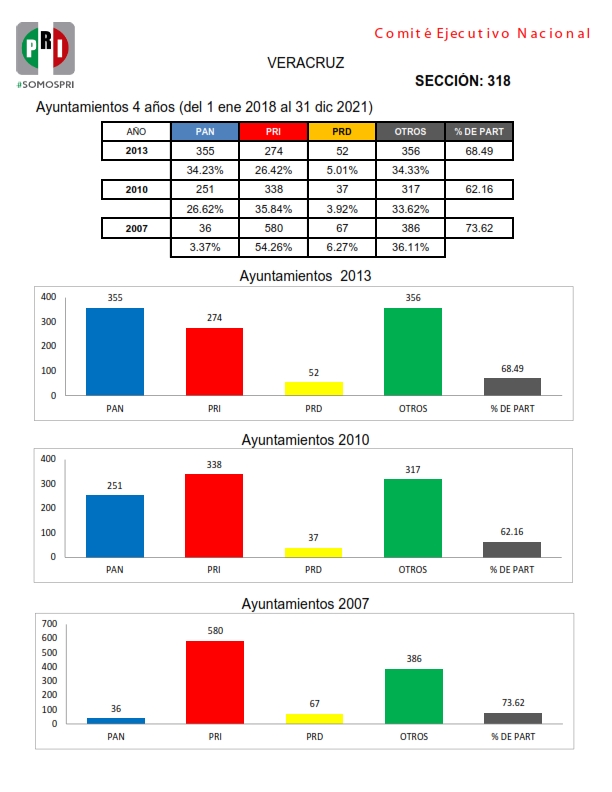 Comité Ejecutivo Nacional
PRI
#SOMOSPRI
VERACRUZ
SECCIÓN: 318
Ayuntamientos 4 años (del 1 ene 2018 al 31 dic 2021)
AÑO PAN PRI PRD OTROS % DE PART
2013 355 274 52 356 68.49
34.23% 26.42% 5.01% 34.33%
2010 251 338 37 317 62.16
26.62% 35.84% 3.92% 33.62%
2007 36 580 67 386 73.62
3.37% 54.26% 6.27% 36.11%
Ayuntamientos 2013
400
300
200
100
0
355 274 52 356 68.49
PAN PRI PRD OTROS % DE PART
Ayuntamientos 2010
400
300
200
100
0
251 338 37 317 62.16
PAN PRI PRD OTROS % DE PART
Ayuntamientos 2007
700
600
500
400
300
200
100
0
36 580 67 386 73.62
PAN PRI PRD OTROS % DE PART